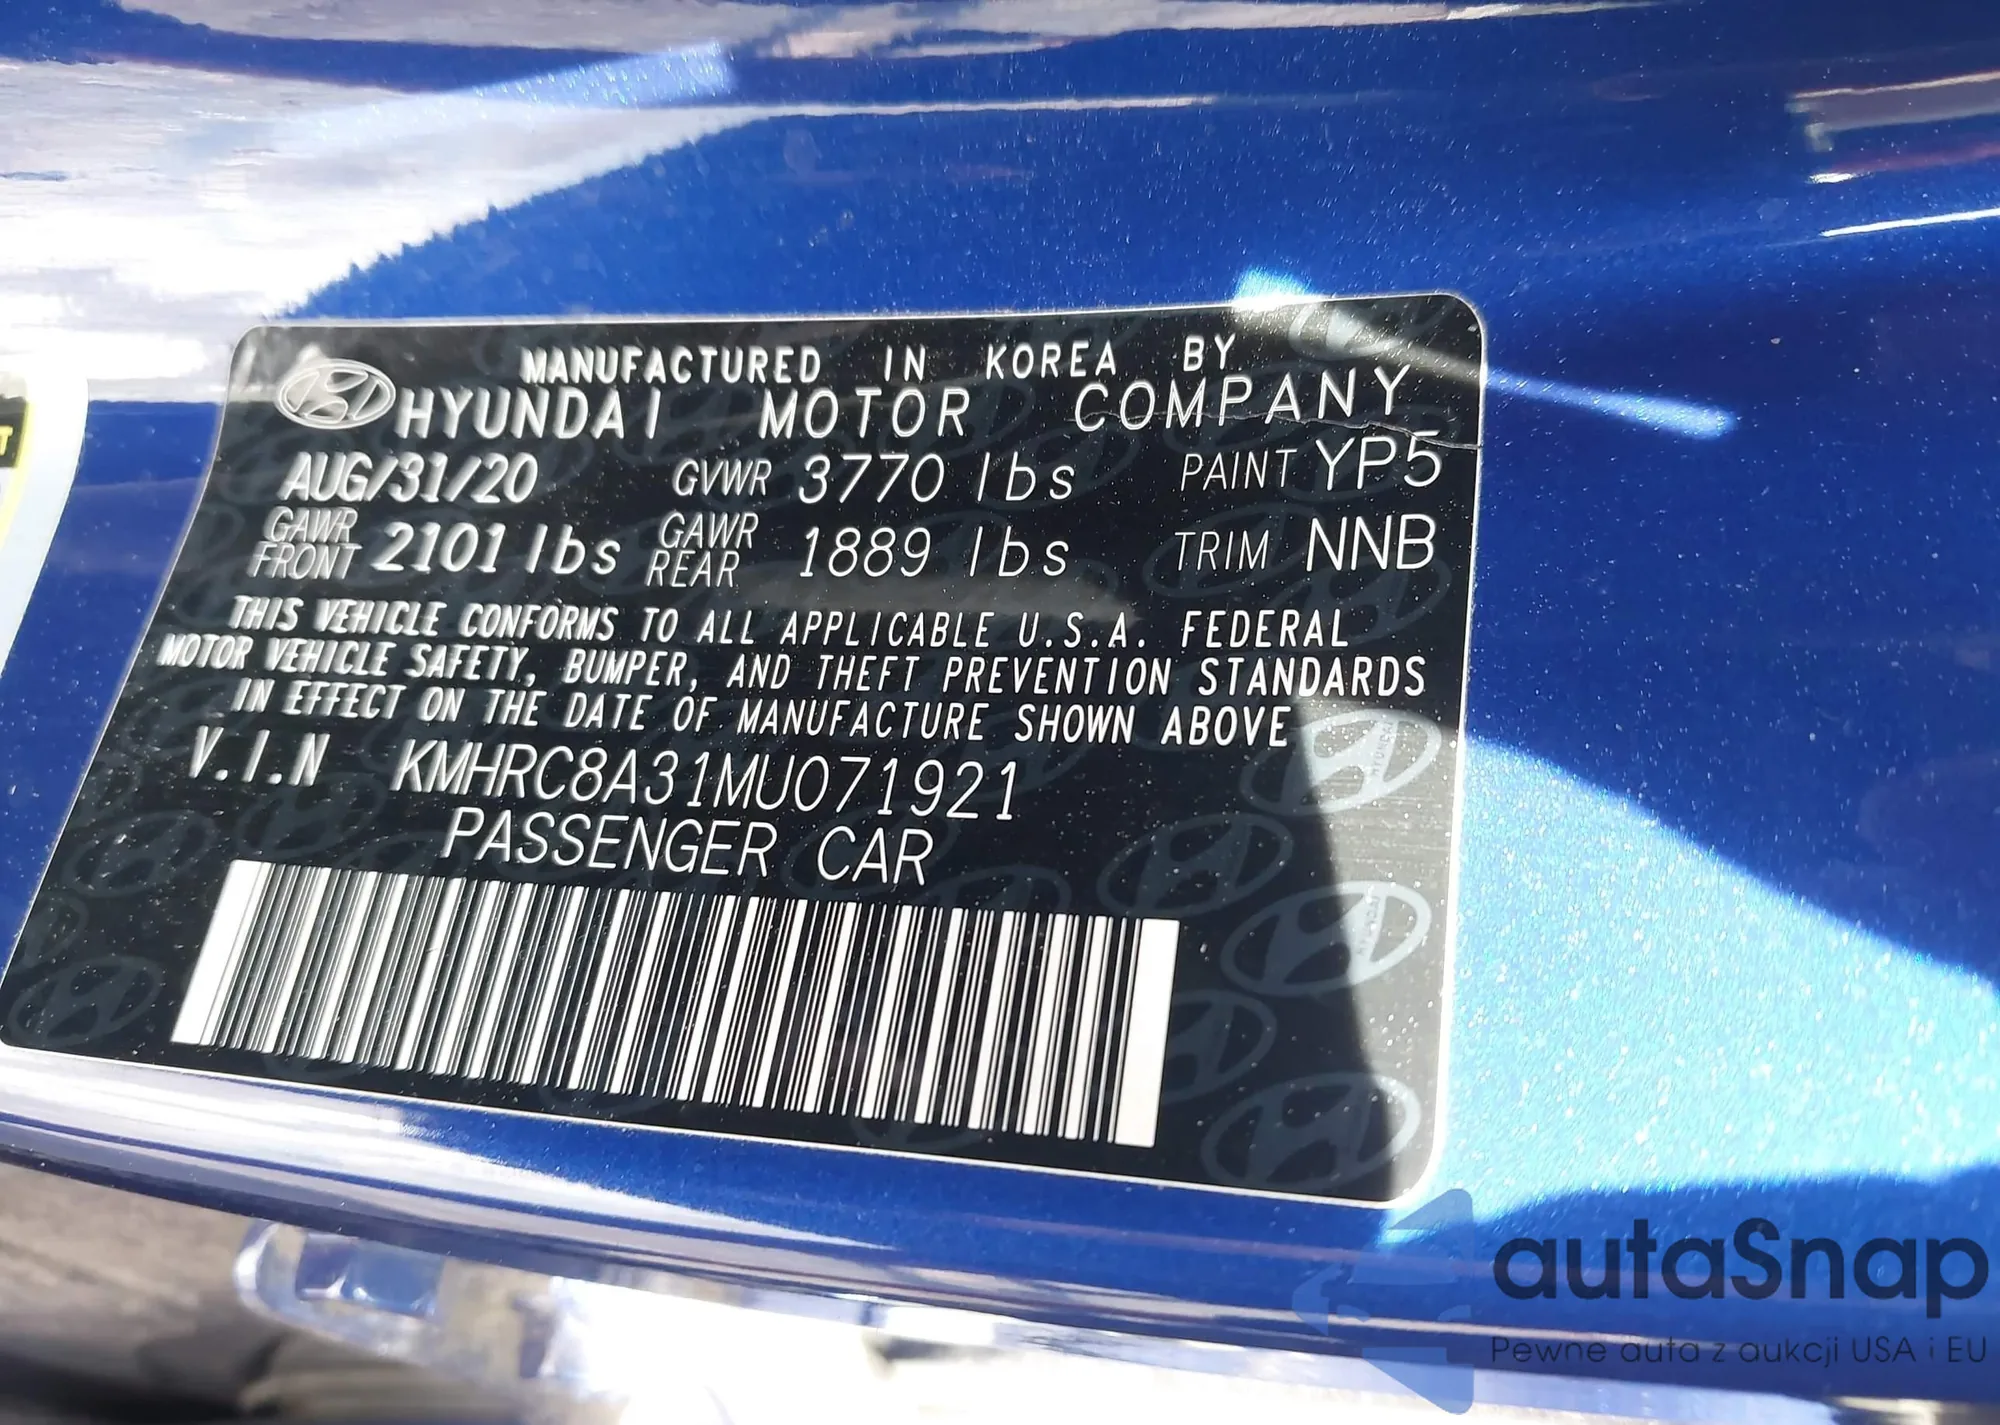 MANUFACTURED IN KOREA BY
HYUNDAI MOTOR COMPANY
AUG/31/20 GVWR 3770 lbs PAINT YP5
GAWR FRONT 2101 lbs GAWR REAR 1889 lbs TRIM NNB
THIS VEHICLE CONFORMS TO ALL APPLICABLE U.S.A. FEDERAL
MOTOR VEHICLE SAFETY, BUMPER, AND THEFT PREVENTION STANDARDS
IN EFFECT ON THE DATE OF MANUFACTURE SHOWN ABOVE
V.I.N KMHRC8A31MU071921
PASSENGER CAR
autaSnap
Pewne auta z aukcji USA i EU